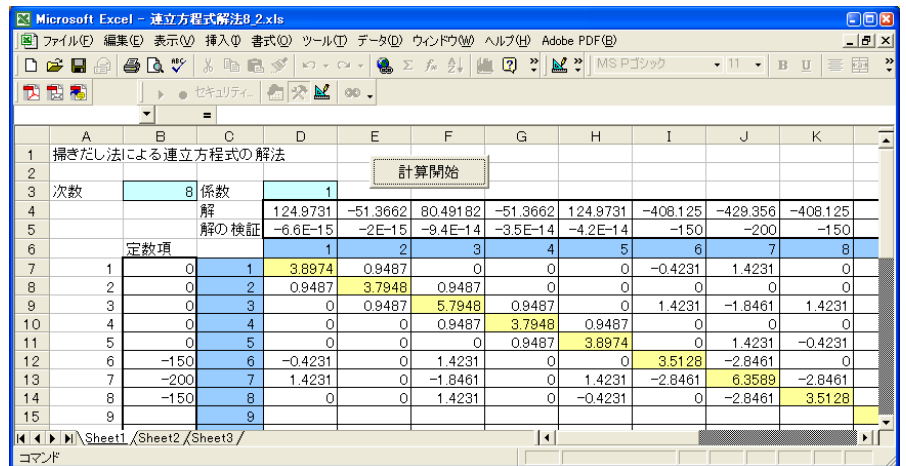 Microsoft Excel - 連立方程式解法8_2.xls
ファイル(F) 編集(E) 表示(V) 挿入(I) 書式(O) ツール(T) データ(D) ウィンドウ(W) ヘルプ(H) Adobe PDF(B)
MS Pゴシック 11 B U
セキュリティ...
=
A B C D E F G H I J K
1 掃きだし法による連立方程式の解法
2 計算開始
3 次数 8 係数 1
4 解 124.9731 -51.3662 80.49182 -51.3662 124.9731 -408.125 -429.356 -408.125
5 解の検証 -6.6E-15 -2E-15 -9.4E-14 -3.5E-14 -4.2E-14 -150 -200 -150
6 定数項 1 2 3 4 5 6 7 8
7 1 0 1 3.8974 0.9487 0 0 0 -0.4231 1.4231 0
8 2 0 2 0.9487 3.7948 0.9487 0 0 0 0 0
9 3 0 3 0 0.9487 5.7948 0.9487 0 1.4231 -1.8461 1.4231
10 4 0 4 0 0 0.9487 3.7948 0.9487 0 0 0
11 5 0 5 0 0 0 0.9487 3.8974 0 1.4231 -0.4231
12 6 -150 6 -0.4231 0 1.4231 0 0 3.5128 -2.8461 0
13 7 -200 7 1.4231 0 -1.8461 0 1.4231 -2.8461 6.3589 -2.8461
14 8 -150 8 0 0 1.4231 0 -0.4231 0 -2.8461 3.5128
15 9 9
Sheet1 Sheet2 Sheet3
コマンド